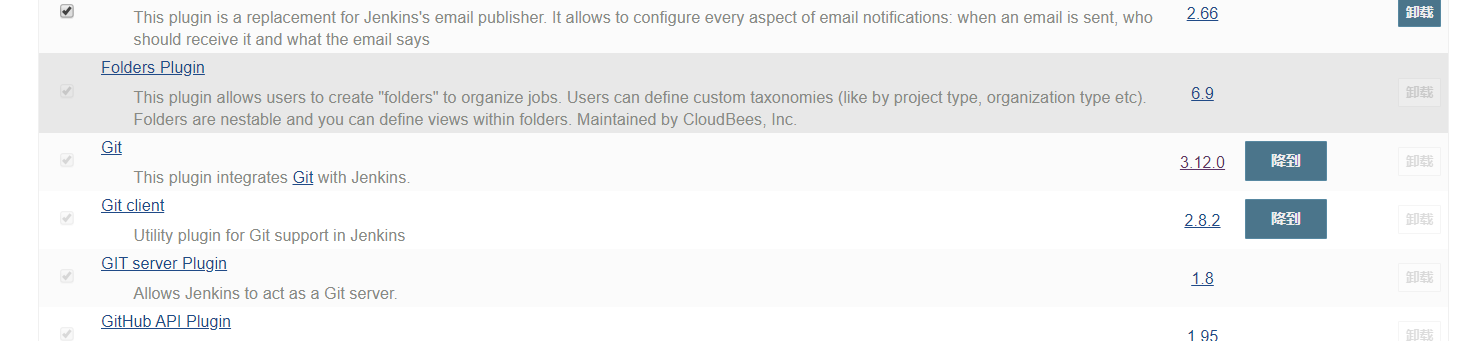 This plugin is a replacement for Jenkins's email publisher. It allows to configure every aspect of email notifications: when an email is sent, who 2.66 卸载
should receive it and what the email says
Folders Plugin
This plugin allows users to create "folders" to organize jobs. Users can define custom taxonomies (like by project type, organization type etc). 6.9 卸载
Folders are nestable and you can define views within folders. Maintained by CloudBees, Inc.
Git
3.12.0 降到 卸载
This plugin integrates Git with Jenkins.
Git client
2.8.2 降到 卸载
Utility plugin for Git support in Jenkins
GIT server Plugin
1.8 卸载
Allows Jenkins to act as a Git server.
GitHub API Plugin
1.95 卸载